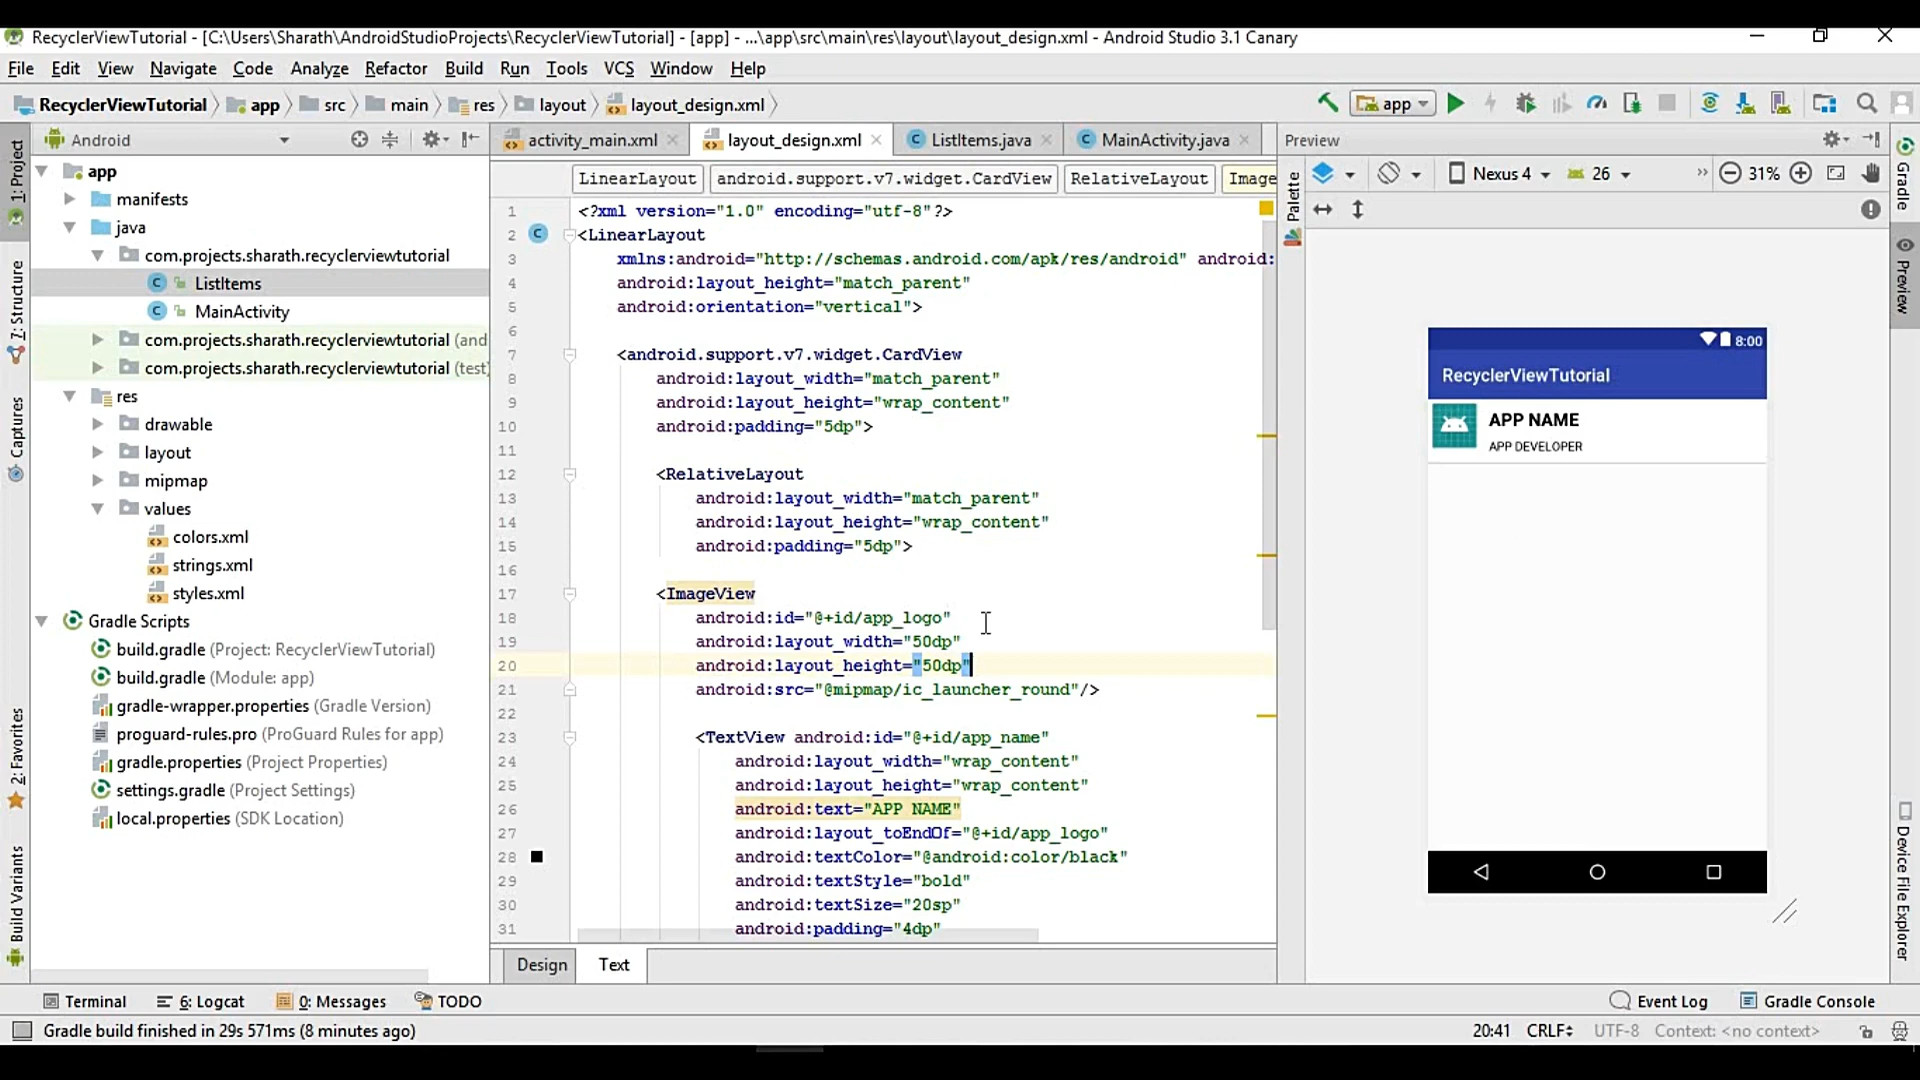 RecyclerViewTutorial - [C:\Users\Sharath\AndroidStudioProjects\RecyclerViewTutorial] - [app] - ...\app\src\main\res\layout\layout_design.xml - Android Studio 3.1 Canary
File Edit View Navigate Code Analyze Refactor Build Run Tools VCS Window Help
RecyclerViewTutorial app src main res layout layout_design.xml app
Android
activity_main.xml layout_design.xml ListItems.java MainActivity.java Preview
LinearLayout android.support.v7.widget.CardView RelativeLayout Image
Nexus 4 26 31%
1: Project
7: Structure
Captures
2: Favorites
Build Variants
app
manifests
java
com.projects.sharath.recyclerviewtutorial
ListItems
MainActivity
com.projects.sharath.recyclerviewtutorial (and
com.projects.sharath.recyclerviewtutorial (test)
res
drawable
layout
mipmap
values
colors.xml
strings.xml
styles.xml
Gradle Scripts
build.gradle (Project: RecyclerViewTutorial)
build.gradle (Module: app)
gradle-wrapper.properties (Gradle Version)
proguard-rules.pro (ProGuard Rules for app)
gradle.properties (Project Properties)
settings.gradle (Project Settings)
local.properties (SDK Location)
1 <?xml version="1.0" encoding="utf-8"?>
2 <LinearLayout
3 xmlns:android="http://schemas.android.com/apk/res/android" android:
4 android:layout_height="match_parent"
5 android:orientation="vertical">
6
7 <android.support.v7.widget.CardView
8 android:layout_width="match_parent"
9 android:layout_height="wrap_content"
10 android:padding="5dp">
11
12 <RelativeLayout
13 android:layout_width="match_parent"
14 android:layout_height="wrap_content"
15 android:padding="5dp">
16
17 <ImageView
18 android:id="@+id/app_logo"
19 android:layout_width="50dp"
20 android:layout_height="50dp"
21 android:src="@mipmap/ic_launcher_round"/>
22
23 <TextView android:id="@+id/app_name"
24 android:layout_width="wrap_content"
25 android:layout_height="wrap_content"
26 android:text="APP NAME"
27 android:layout_toEndOf="@+id/app_logo"
28 android:textColor="@android:color/black"
29 android:textStyle="bold"
30 android:textSize="20sp"
31 android:padding="4dp"
Design Text
Palette
8:00
RecyclerViewTutorial
APP NAME
APP DEVELOPER
Gradle
Preview
Device File Explorer
Terminal 6: Logcat 0: Messages TODO Event Log Gradle Console
Gradle build finished in 29s 571ms (8 minutes ago) 20:41 CRLF UTF-8 Context: <no context>